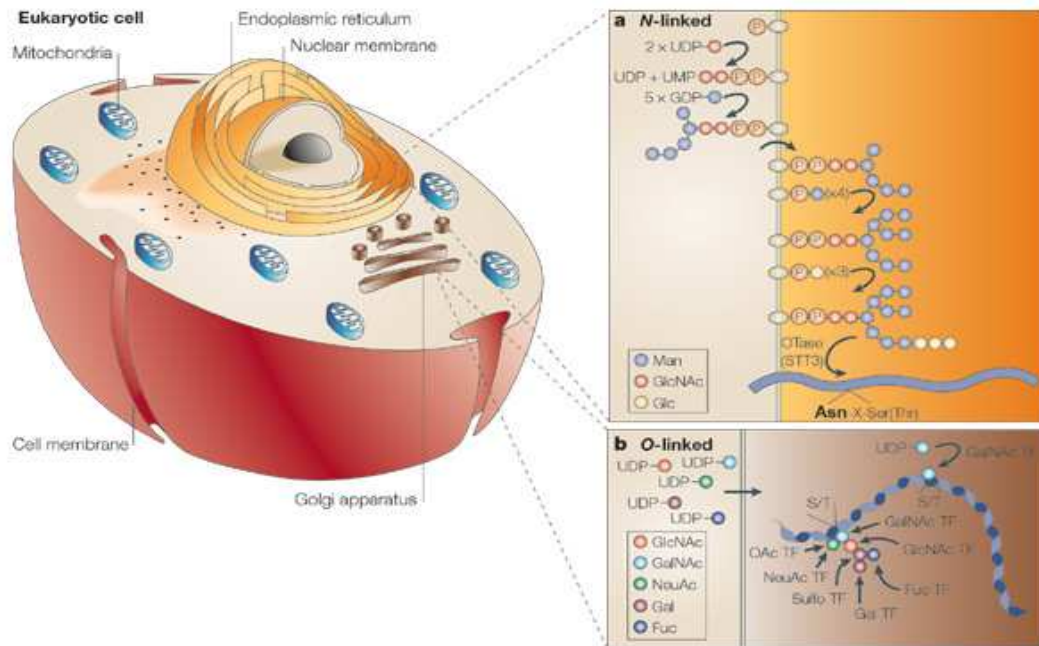 Eukaryotic cell
Endoplasmic reticulum
Nuclear membrane
Mitochondria
Cell membrane
Golgi apparatus
a N-linked
P
2 x UDP
UDP + UMP
P P
5 x GDP
P P
P P
P (x4)
P P
P (x3)
P P
OTase
(STT3)
Man
GlcNAc
Glc
Asn X-Ser(Thr)
b O-linked
UDP
UDP
UDP
UDP
UDP
GlcNAc
GalNAc
NeuAc
Gal
Fuc
UDP
GalNAc TF
S/T
S/T
GalNAc TF
GlcNAc TF
OAc TF
NeuAc TF
Sulfo TF
Fuc TF
Gal TF